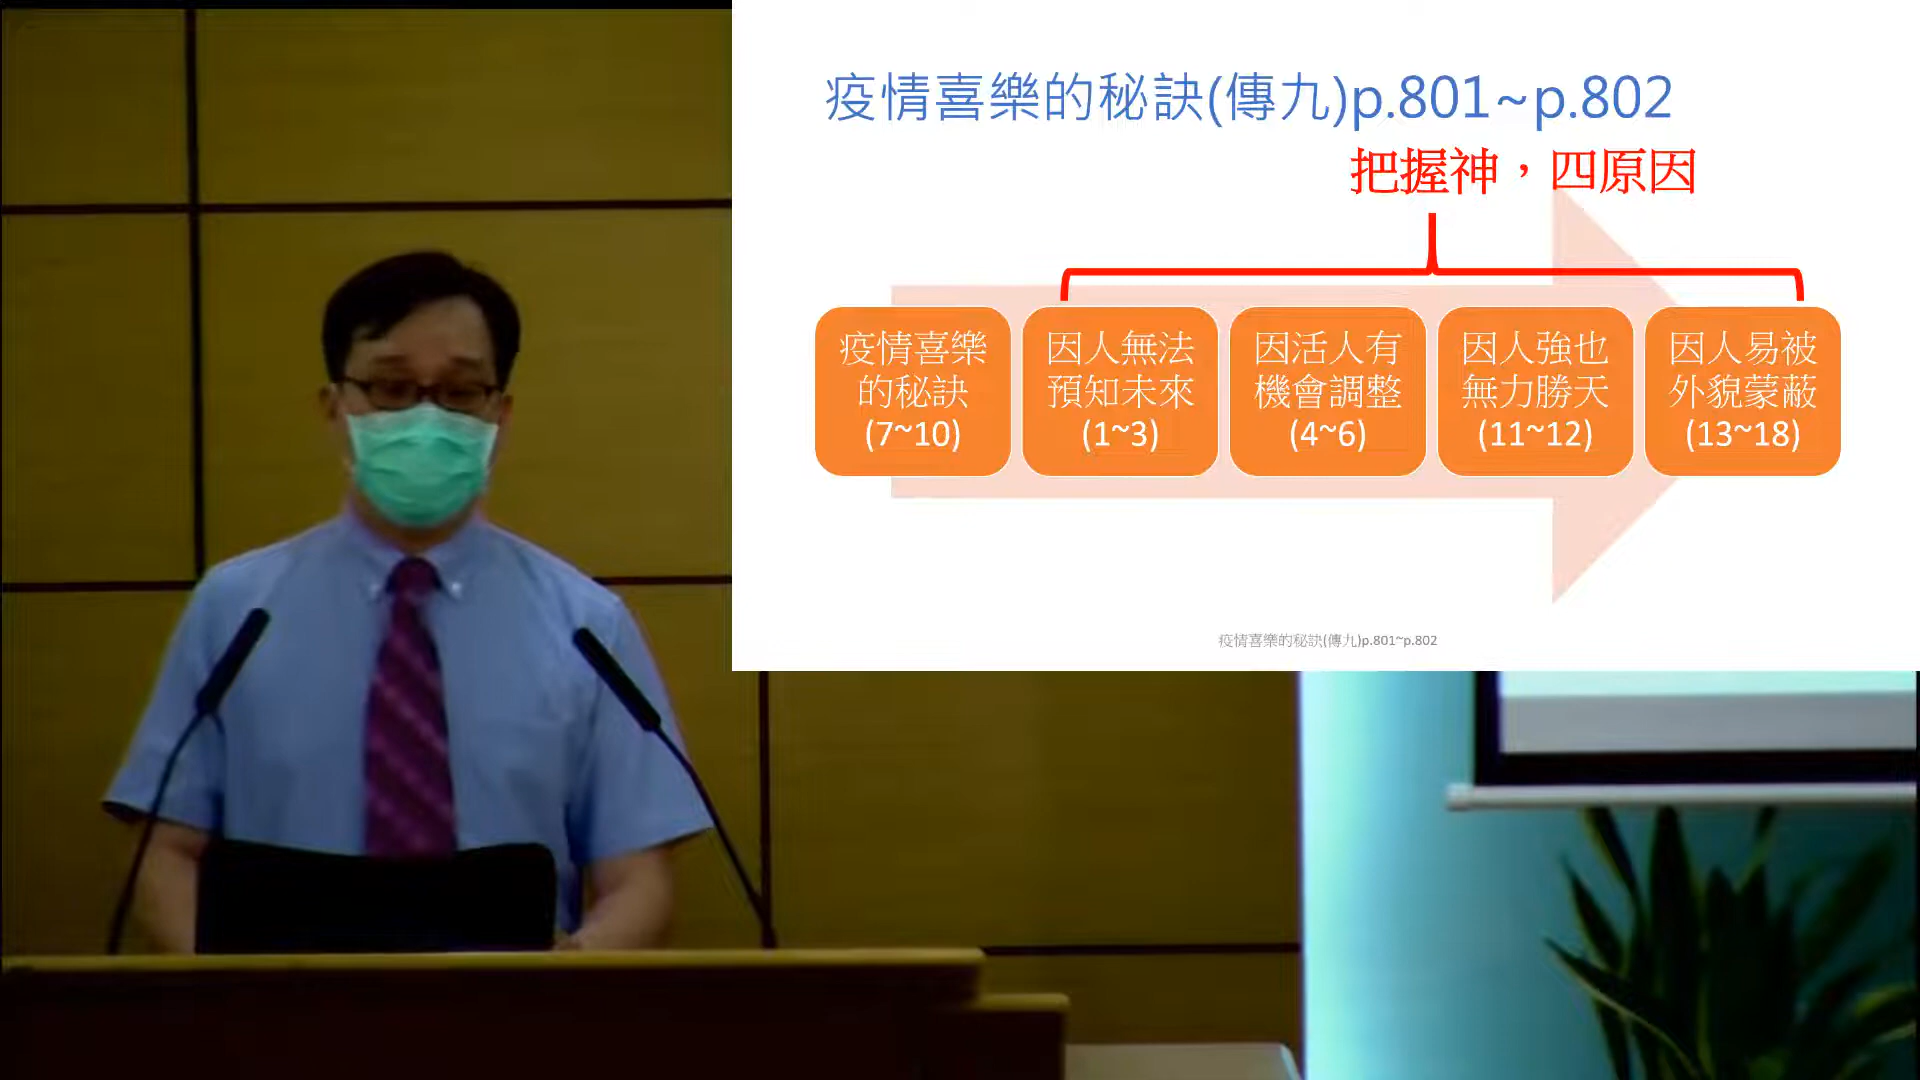 疫情喜樂的秘訣(傳九)p.801~p.802
把握神，四原因
疫情喜樂
的秘訣
(7~10)
因人無法
預知未來
(1~3)
因活人有
機會調整
(4~6)
因人強也
無力勝天
(11~12)
因人易被
外貌蒙蔽
(13~18)
疫情喜樂的秘訣(傳九)p.801~p.802